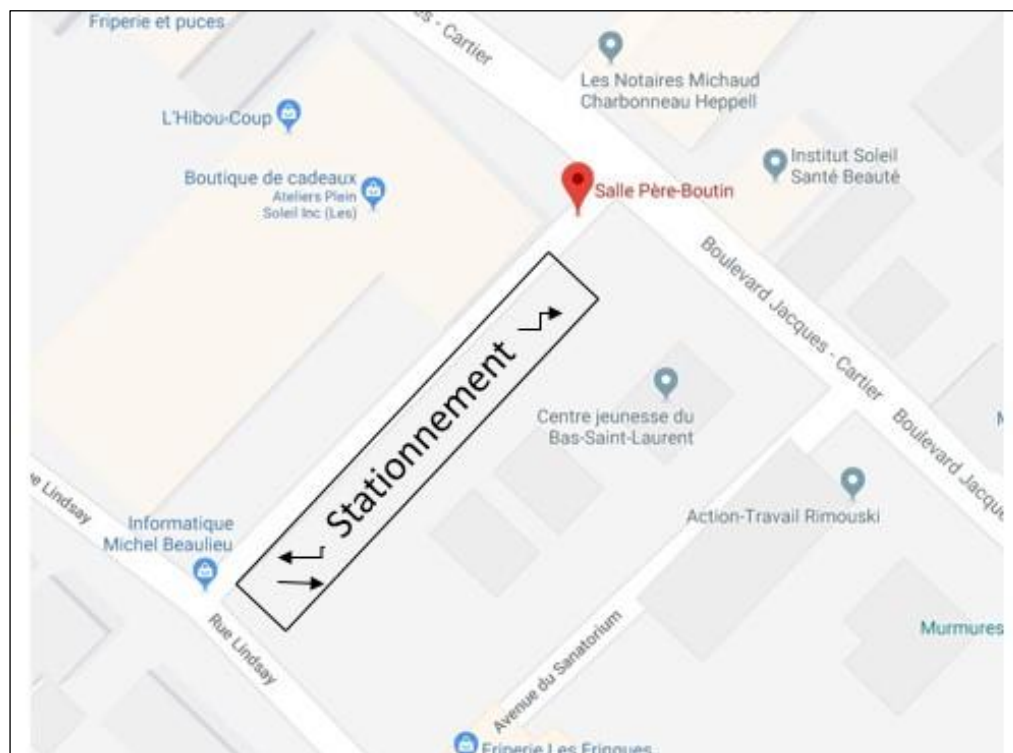 Friperie et puces
- Cartier
Les Notaires Michaud
Charbonneau Heppell
L'Hibou-Coup
Institut Soleil
Santé Beauté
Boutique de cadeaux
Ateliers Plein
Soleil Inc (Les)
Salle Père-Boutin
Boulevard Jacques - Cartier
Boulevard
Stationnement
Centre jeunesse du
Bas-Saint-Laurent
Lindsay
Informatique
Michel Beaulieu
Action-Travail Rimouski
Rue Lindsay
Avenue du Sanatorium
Murmures
Friperie Les Fringues